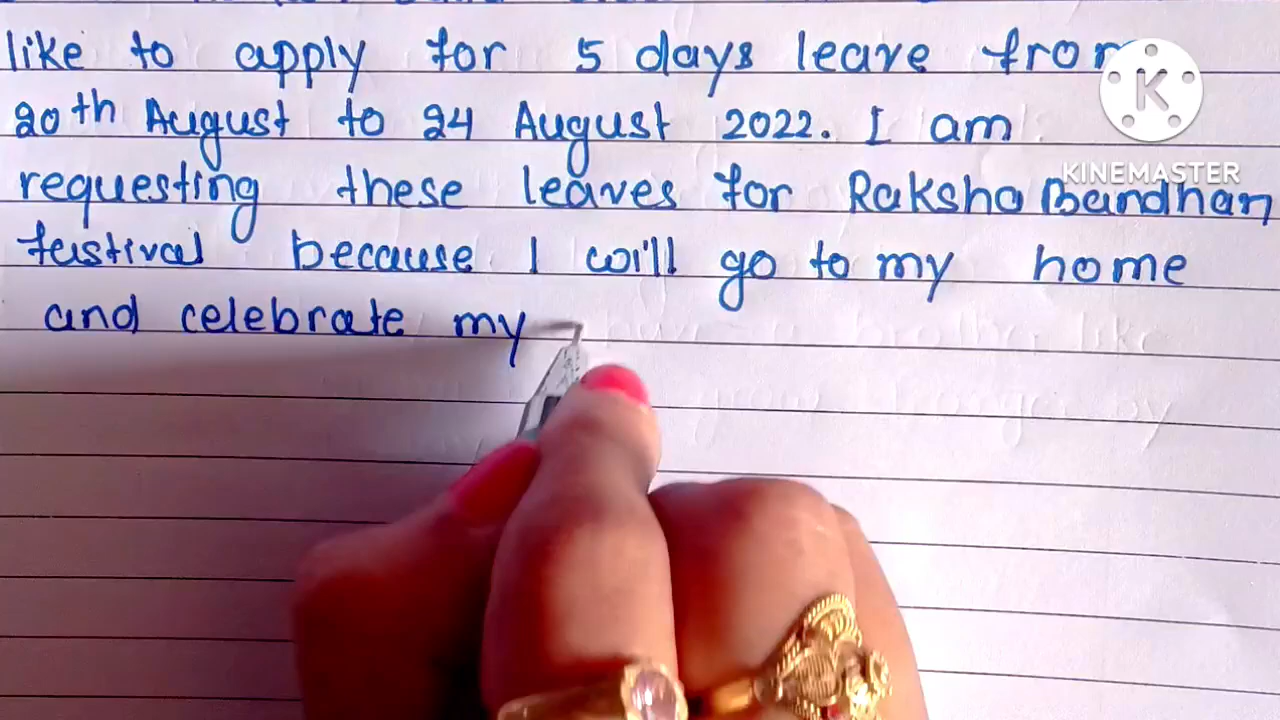 like to apply for 5 days leave from
20th August to 24 August 2022. I am
requesting these leaves for Raksha Bandhan
fastival because I will go to my home
and celebrate my
K
KINEMASTER